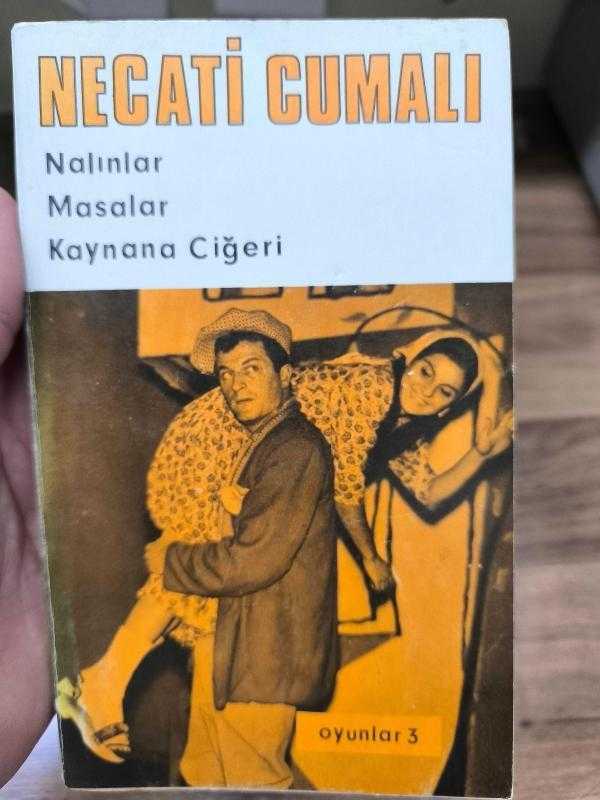 NECATİ CUMALI
Nalınlar
Masalar
Kaynana Ciğeri
oyunlar 3